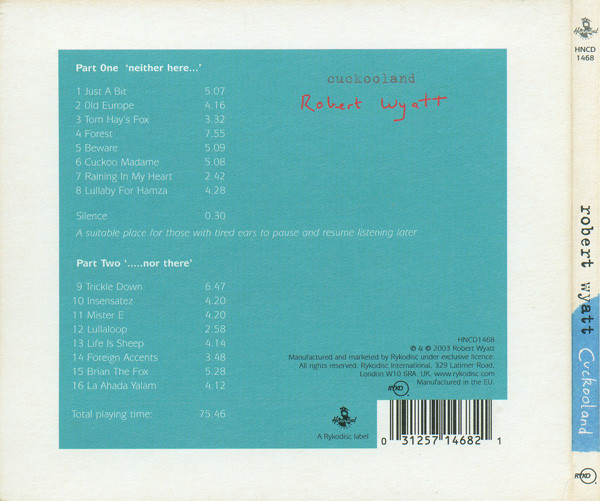 Part One 'neither here...'
1 Just A Bit 5.07
2 Old Europe 4.16
3 Tom Hay's Fox 3.32
4 Forest 7.55
5 Beware 5.09
6 Cuckoo Madame 5.08
7 Raining In My Heart 2.42
8 Lullaby For Hamza 4.28
Silence 0.30
A suitable place for those with tired ears to pause and resume listening later
Part Two '.....nor there'
9 Trickle Down 6.47
10 Insensatez 4.20
11 Mister E 4.20
12 Lullaloop 2.58
13 Life Is Sheep 4.14
14 Foreign Accents 3.48
15 Brian The Fox 5.28
16 La Ahada Yalam 4.12
Total playing time: 75.46
cuckooland
Robert Wyatt
HNCD1468
℗ & © 2003 Robert Wyatt
Manufactured and marketed by Rykodisc under exclusive licence.
All rights reserved. Rykodisc International, 329 Latimer Road,
London W10 6RA. UK. www.rykodisc.com
RYKO
Manufactured in the EU.
A Rykodisc label
0 31257 14682 1
HNCD
1468
robert wyatt Cuckooland
RYKO